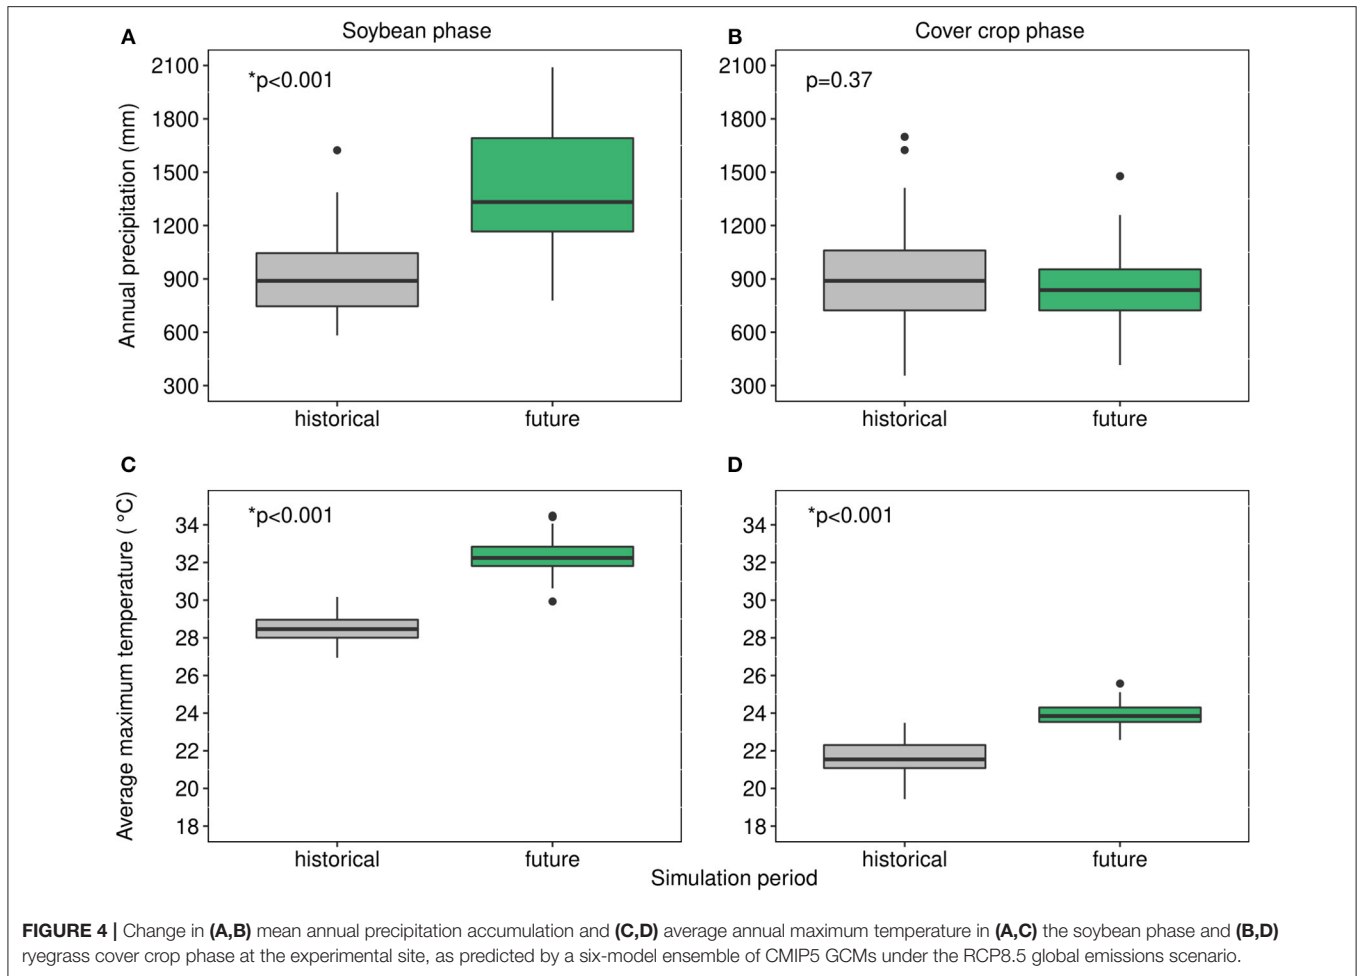 A
Soybean phase
B
Cover crop phase
Annual precipitation (mm)
2100
1800
1500
1200
900
600
300
*p<0.001
historical
future
2100
1800
1500
1200
900
600
300
p=0.37
historical
future
C
D
Average maximum temperature ( °C)
34
32
30
28
26
24
22
20
18
*p<0.001
historical
future
34
32
30
28
26
24
22
20
18
*p<0.001
historical
future
Simulation period
FIGURE 4 | Change in (A,B) mean annual precipitation accumulation and (C,D) average annual maximum temperature in (A,C) the soybean phase and (B,D)
ryegrass cover crop phase at the experimental site, as predicted by a six-model ensemble of CMIP5 GCMs under the RCP8.5 global emissions scenario.